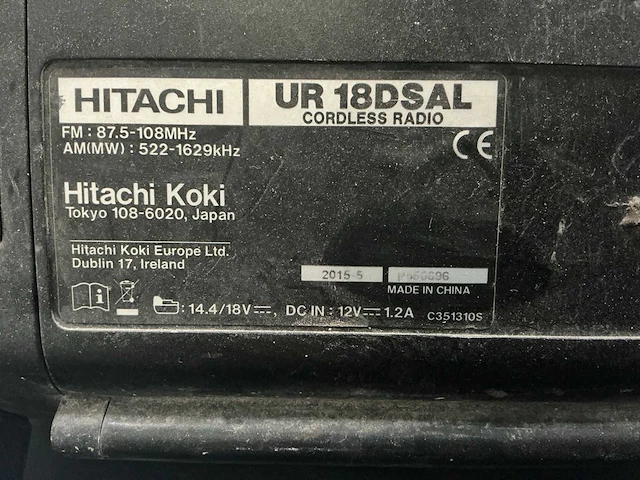 HITACHI
UR 18DSAL
CORDLESS RADIO
FM : 87.5-108MHz
AM(MW) : 522-1629kHz
CE
Hitachi Koki
Tokyo 108-6020, Japan
Hitachi Koki Europe Ltd.
Dublin 17, Ireland
2015-5
MADE IN CHINA
: 14.4/18V⎓, DC IN : 12V⎓1.2A
C351310S